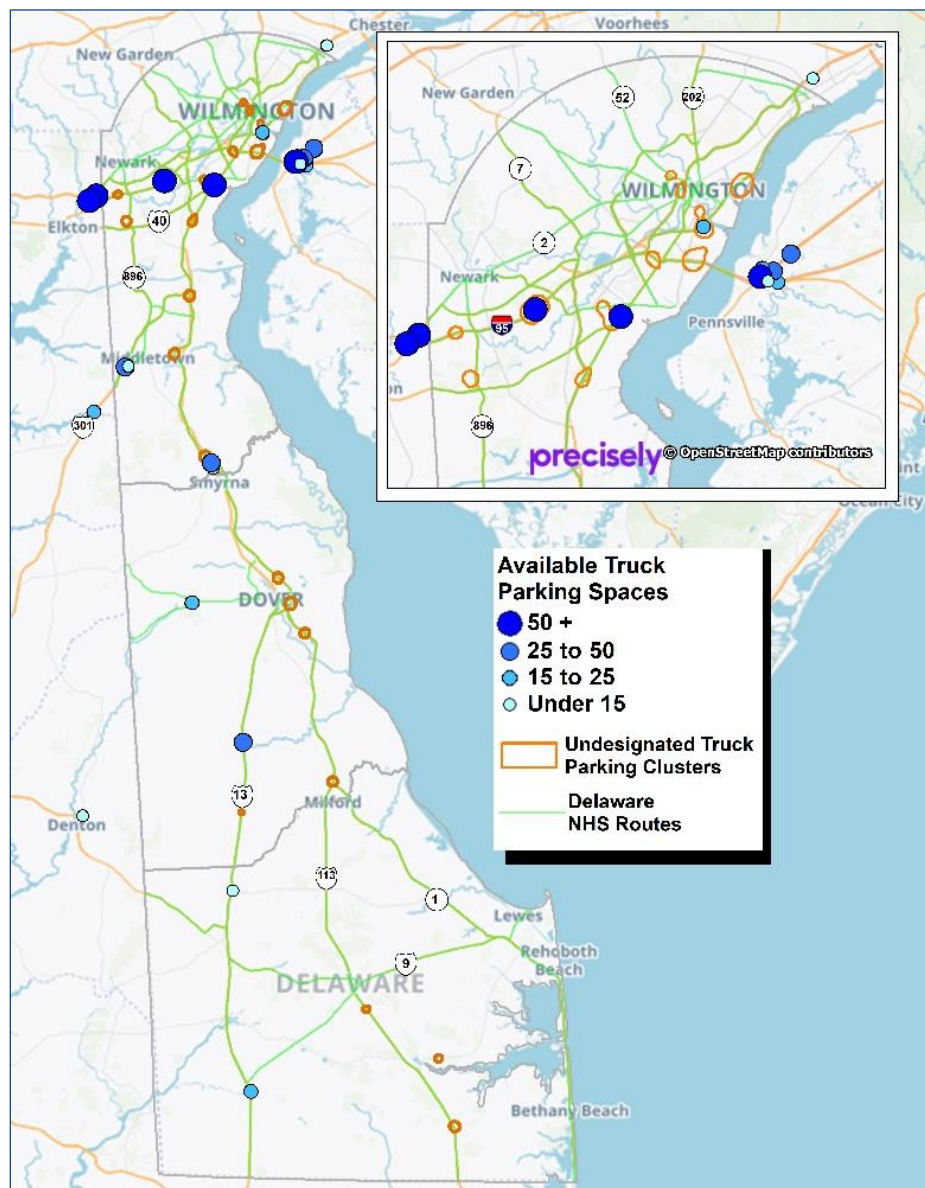 Chester
Voorhees
New Garden
WILMINGTON
Newark
Elkton
40
896
Middletown
301
Smyrna
DOVER
13
Milford
Denton
113
1
Lewes
Rehoboth
Beach
9
DELAWARE
Bethany Beach
Ocean City
New Garden
52
202
7
WILMINGTON
2
Newark
95
Pennsville
896
precisely © OpenStreetMap contributors
Available Truck
Parking Spaces
50 +
25 to 50
15 to 25
Under 15
Undesignated Truck
Parking Clusters
Delaware
NHS Routes